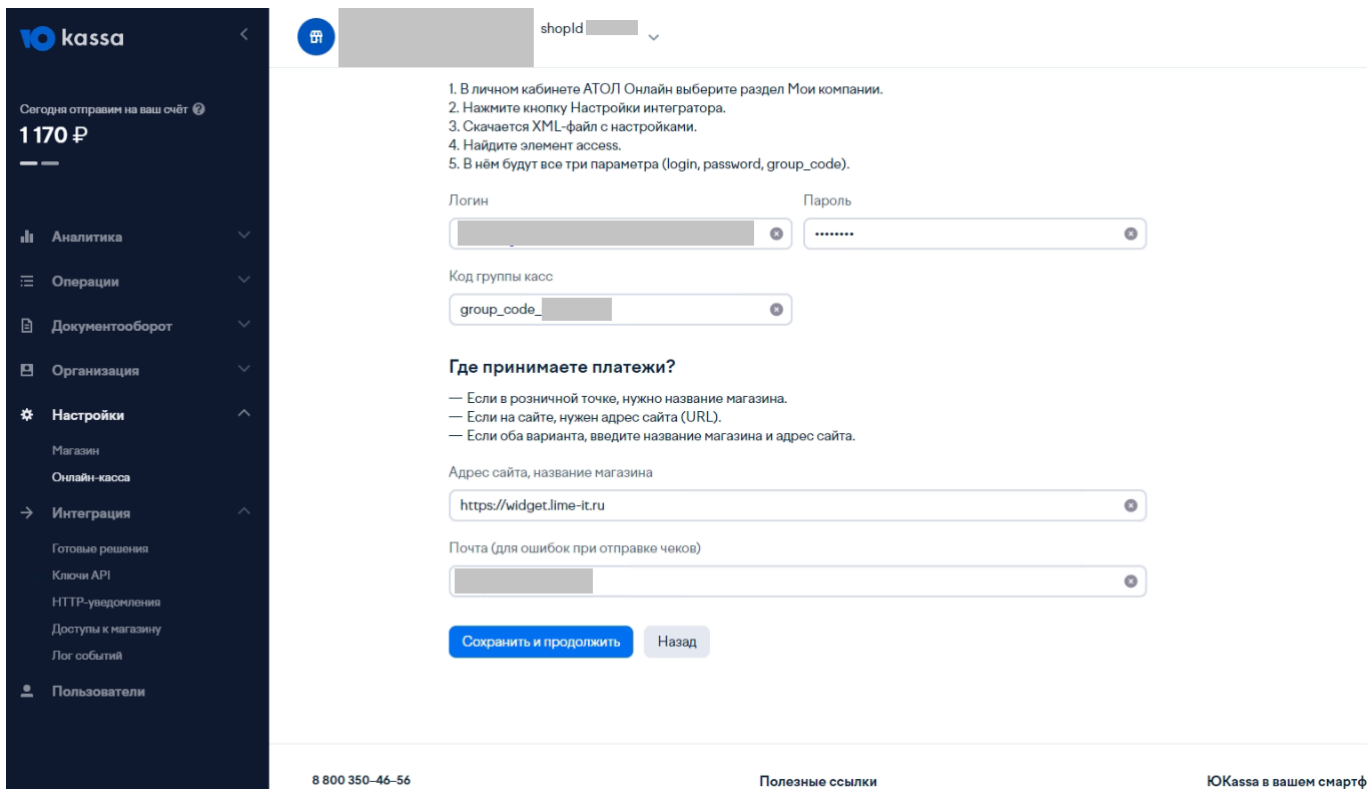 Ю kassa
shopId
Сегодня отправим на ваш счёт
1 170 ₽
Аналитика
Операции
Документооборот
Организация
Настройки
Магазин
Онлайн-касса
Интеграция
Готовые решения
Ключи API
HTTP-уведомления
Доступы к магазину
Лог событий
Пользователи
1. В личном кабинете АТОЛ Онлайн выберите раздел Мои компании.
2. Нажмите кнопку Настройки интегратора.
3. Скачается XML-файл с настройками.
4. Найдите элемент access.
5. В нём будут все три параметра (login, password, group_code).
Логин
Пароль
••••••••
Код группы касс
group_code_
Где принимаете платежи?
— Если в розничной точке, нужно название магазина.
— Если на сайте, нужен адрес сайта (URL).
— Если оба варианта, введите название магазина и адрес сайта.
Адрес сайта, название магазина
https://widget.lime-it.ru
Почта (для ошибок при отправке чеков)
Сохранить и продолжить
Назад
8 800 350–46–56
Полезные ссылки
ЮKassa в вашем смартф